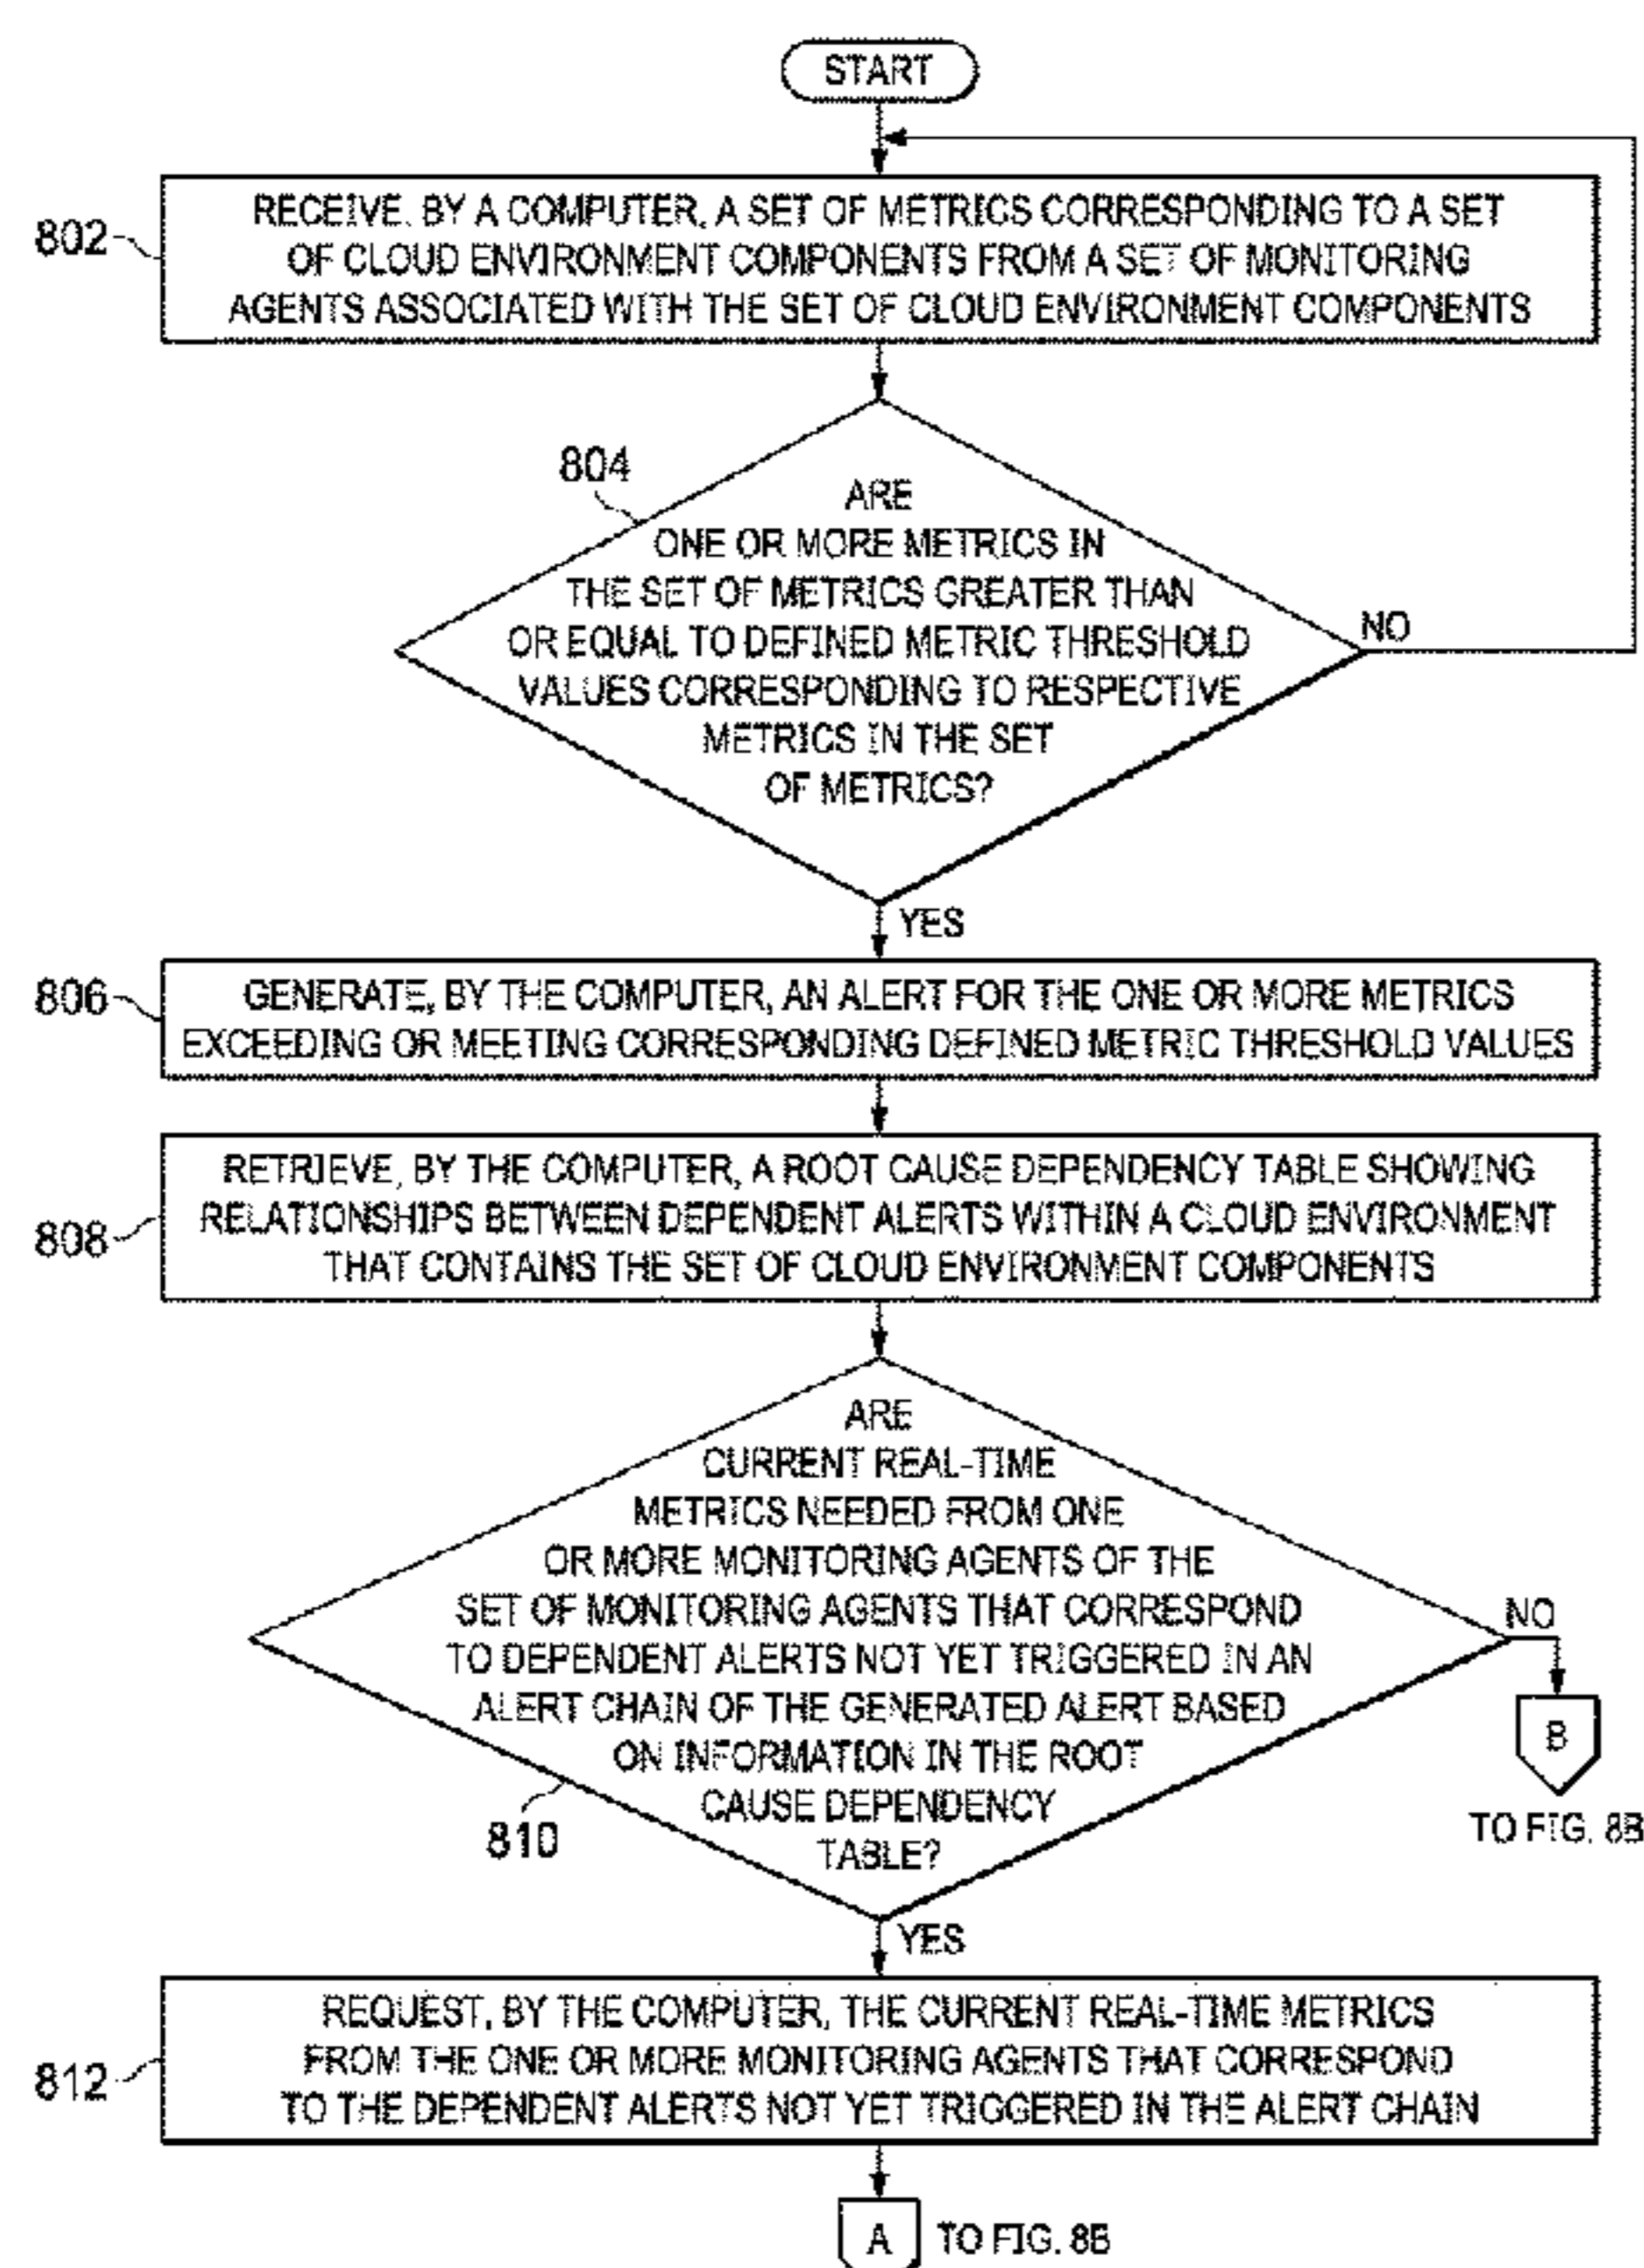 START
802
RECEIVE, BY A COMPUTER, A SET OF METRICS CORRESPONDING TO A SET
OF CLOUD ENVIRONMENT COMPONENTS FROM A SET OF MONITORING
AGENTS ASSOCIATED WITH THE SET OF CLOUD ENVIRONMENT COMPONENTS
804
ARE
ONE OR MORE METRICS IN
THE SET OF METRICS GREATER THAN
OR EQUAL TO DEFINED METRIC THRESHOLD
VALUES CORRESPONDING TO RESPECTIVE
METRICS IN THE SET
OF METRICS?
NO
YES
806
GENERATE, BY THE COMPUTER, AN ALERT FOR THE ONE OR MORE METRICS
EXCEEDING OR MEETING CORRESPONDING DEFINED METRIC THRESHOLD VALUES
808
RETRIEVE, BY THE COMPUTER, A ROOT CAUSE DEPENDENCY TABLE SHOWING
RELATIONSHIPS BETWEEN DEPENDENT ALERTS WITHIN A CLOUD ENVIRONMENT
THAT CONTAINS THE SET OF CLOUD ENVIRONMENT COMPONENTS
ARE
CURRENT REAL-TIME
METRICS NEEDED FROM ONE
OR MORE MONITORING AGENTS OF THE
SET OF MONITORING AGENTS THAT CORRESPOND
TO DEPENDENT ALERTS NOT YET TRIGGERED IN AN
ALERT CHAIN OF THE GENERATED ALERT BASED
ON INFORMATION IN THE ROOT
CAUSE DEPENDENCY
TABLE?
810
NO
B
TO FIG. 8B
YES
812
REQUEST, BY THE COMPUTER, THE CURRENT REAL-TIME METRICS
FROM THE ONE OR MORE MONITORING AGENTS THAT CORRESPOND
TO THE DEPENDENT ALERTS NOT YET TRIGGERED IN THE ALERT CHAIN
A
TO FIG. 8B